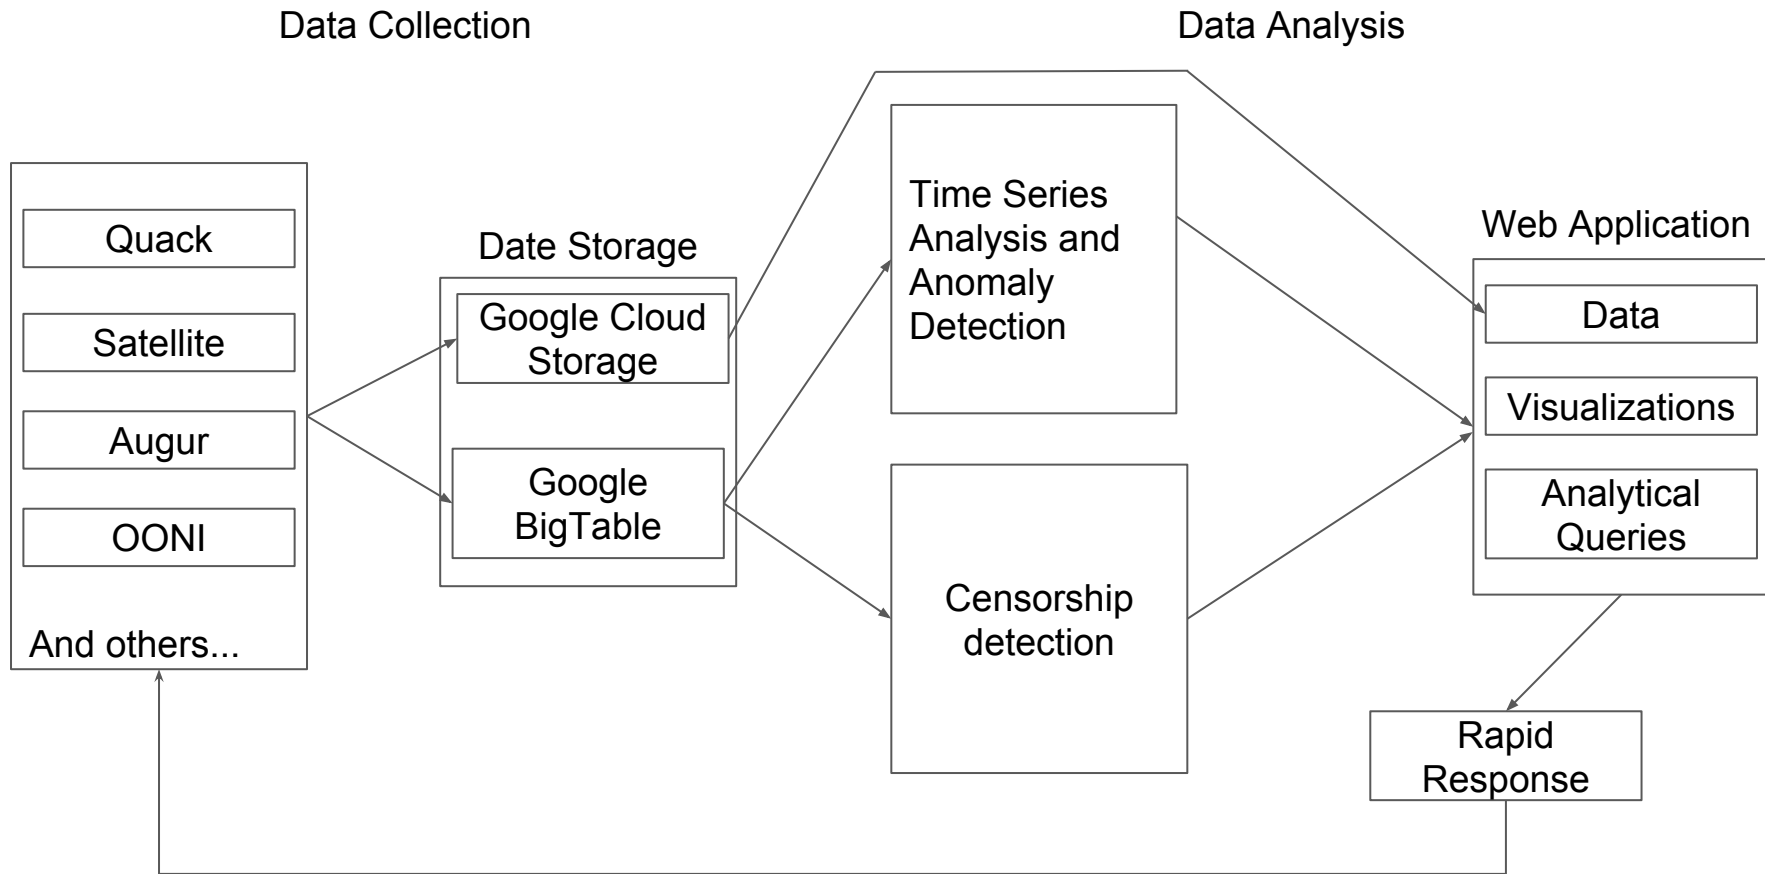 Data Collection
Data Analysis
Quack
Satellite
Augur
OONI
And others...
Date Storage
Google Cloud
Storage
Google
BigTable
Time Series
Analysis and
Anomaly
Detection
Censorship
detection
Web Application
Data
Visualizations
Analytical
Queries
Rapid
Response